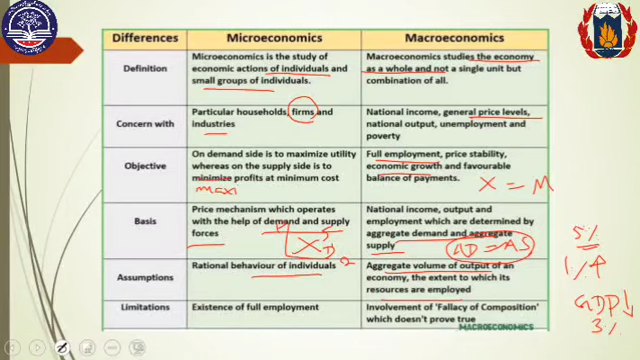 Differences
Microeconomics
Macroeconomics
Definition
Microeconomics is the study of
economic actions of individuals and
small groups of individuals.
Macroeconomics studies the economy
as a whole and not a single unit but
combination of all.
Concern with
Particular households, firms and
industries
National income, general price levels,
national output, unemployment and
poverty
Objective
On demand side is to maximize utility
whereas on the supply side is to
minimize profits at minimum cost
maxi
Full employment, price stability,
economic growth and favourable
balance of payments.
X = M
Basis
Price mechanism which operates
with the help of demand and supply
forces
National income, output and
employment which are determined by
aggregate demand and aggregate
supply
AD = AS
5%
Assumptions
Rational behaviour of individuals
Aggregate volume of output of an
economy, the extent to which its
resources are employed
GDP↓
3%
Limitations
Existence of full employment
Involvement of 'Fallacy of Composition'
which doesn't prove true
MACROECONOMICS